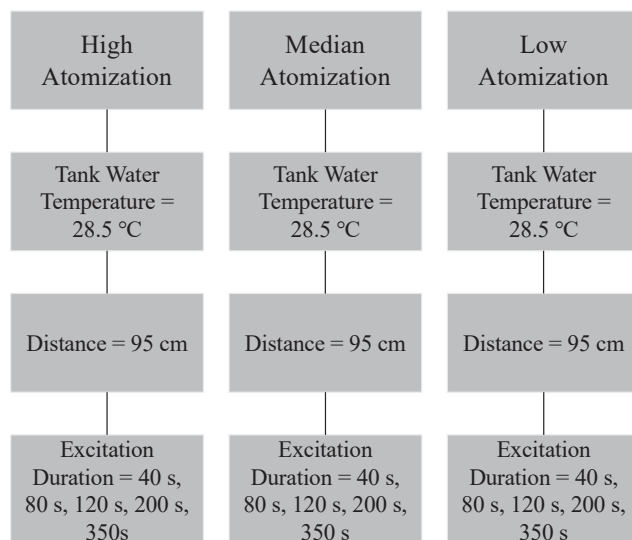 High
Atomization
Tank Water
Temperature =
28.5 °C
Distance = 95 cm
Excitation
Duration = 40 s,
80 s, 120 s, 200 s,
350s
Median
Atomization
Tank Water
Temperature =
28.5 °C
Distance = 95 cm
Excitation
Duration = 40 s,
80 s, 120 s, 200 s,
350 s
Low
Atomization
Tank Water
Temperature =
28.5 °C
Distance = 95 cm
Excitation
Duration = 40 s,
80 s, 120 s, 200 s,
350 s